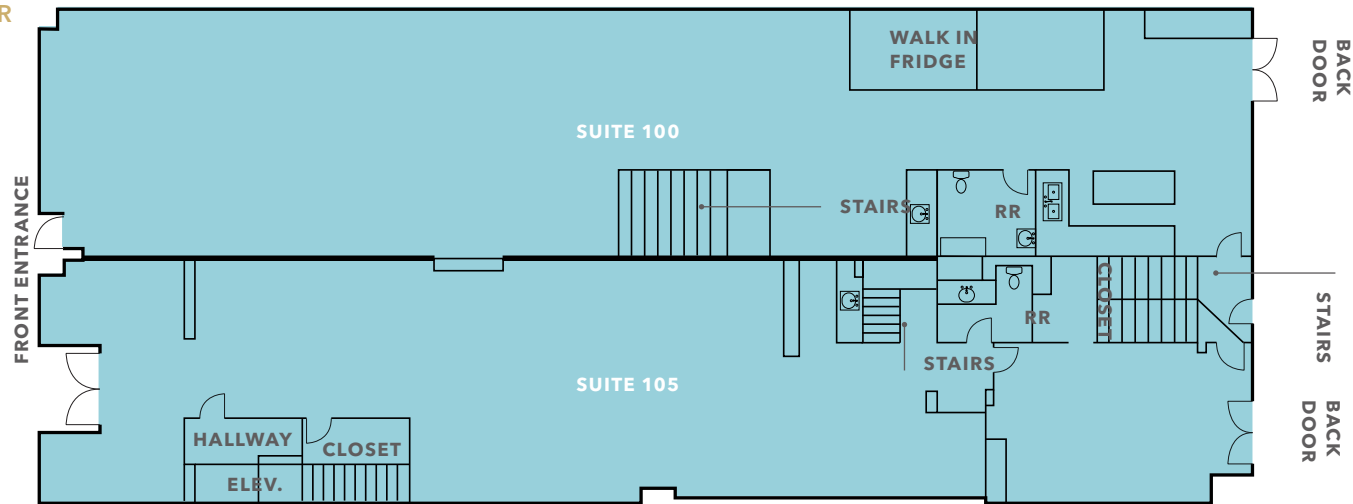 R
WALK IN
FRIDGE
BACK
DOOR
SUITE 100
FRONT ENTRANCE
STAIRS
RR
CLOSET
STAIRS
RR
STAIRS
SUITE 105
BACK
DOOR
HALLWAY
CLOSET
ELEV.